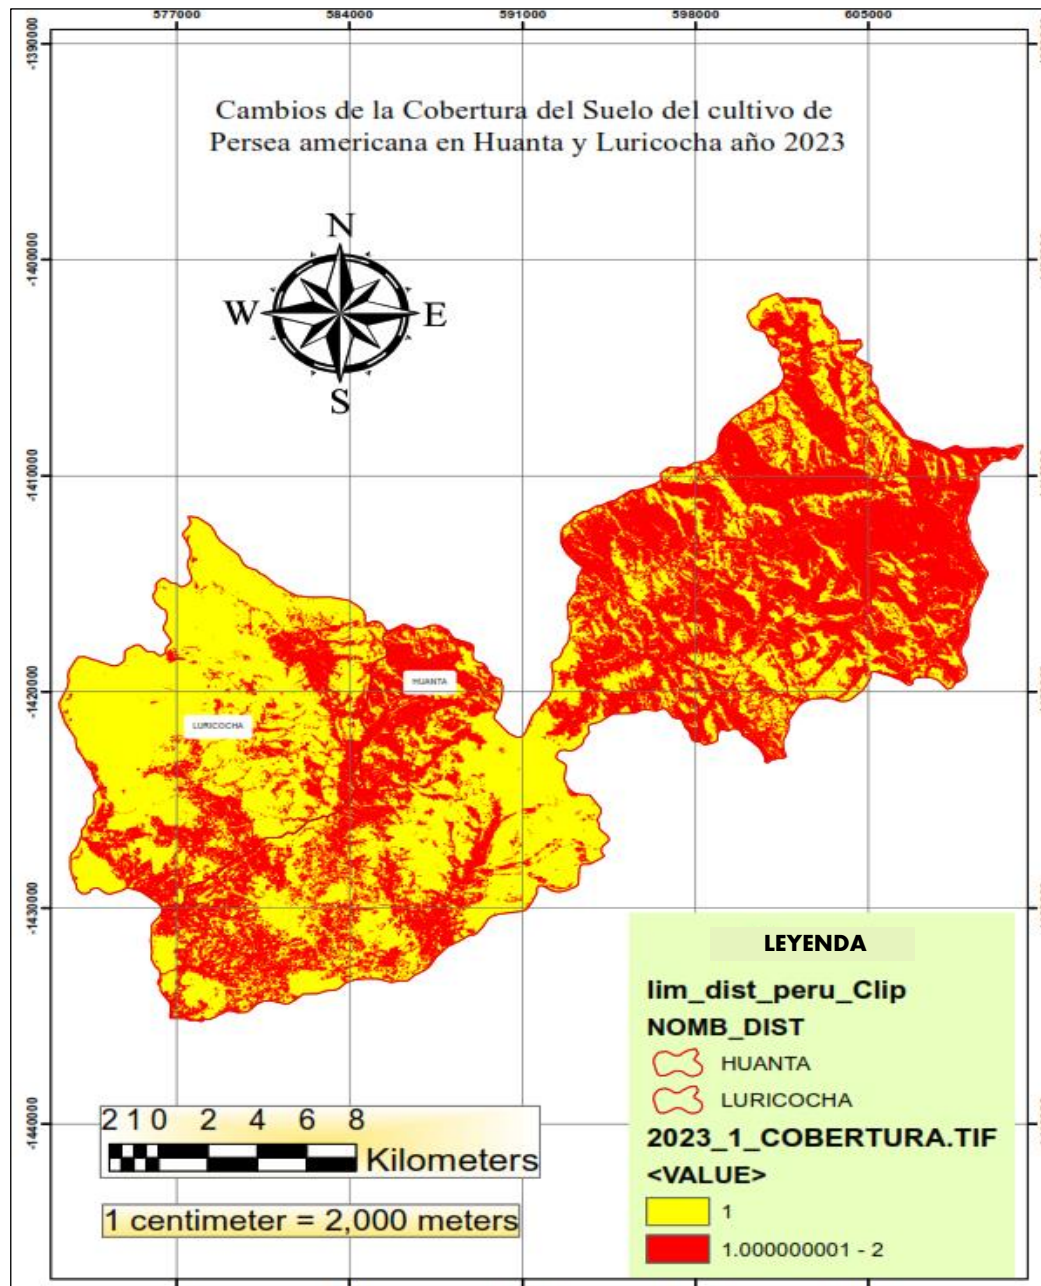 577000 584000 591000 598000 605000
-1390000
Cambios de la Cobertura del Suelo del cultivo de
Persea americana en Huanta y Luricocha año 2023
N
-1400000
W E
S
-1410000
HUANTA
-1420000
LURICOCHA
-1430000
LEYENDA
lim_dist_peru_Clip
NOMB_DIST
HUANTA
LURICOCHA
2 1 0 2 4 6 8
Kilometers
-1440000
2023_1_COBERTURA.TIF
<VALUE>
1
1 centimeter = 2,000 meters
1.000000001 - 2